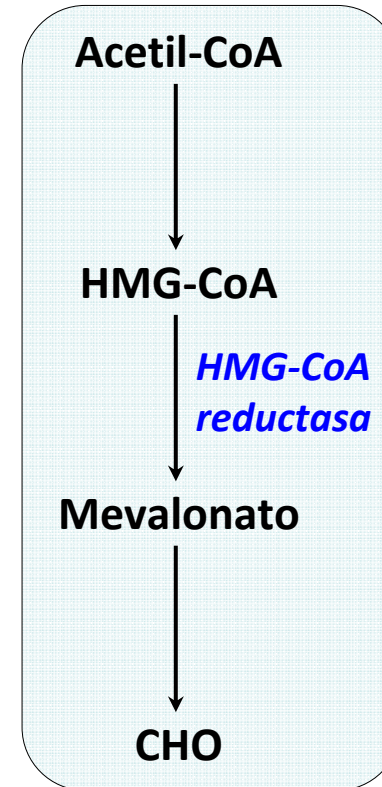 Acetil-CoA
HMG-CoA
HMG-CoA
reductasa
Mevalonato
CHO